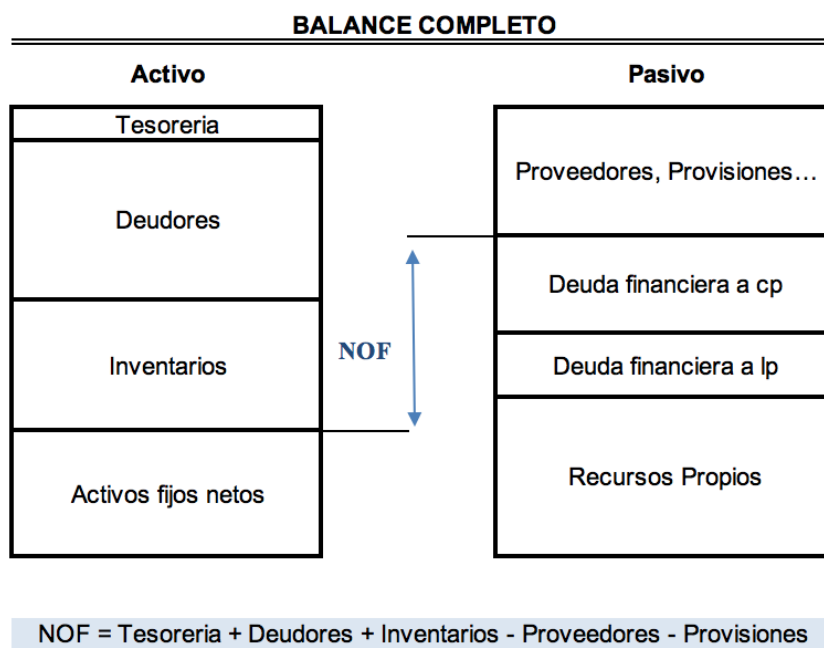 BALANCE COMPLETO
Activo
Pasivo
Tesoreria
Deudores
Inventarios
Activos fijos netos
NOF
Proveedores, Provisiones…
Deuda financiera a cp
Deuda financiera a lp
Recursos Propios
NOF = Tesoreria + Deudores + Inventarios - Proveedores - Provisiones